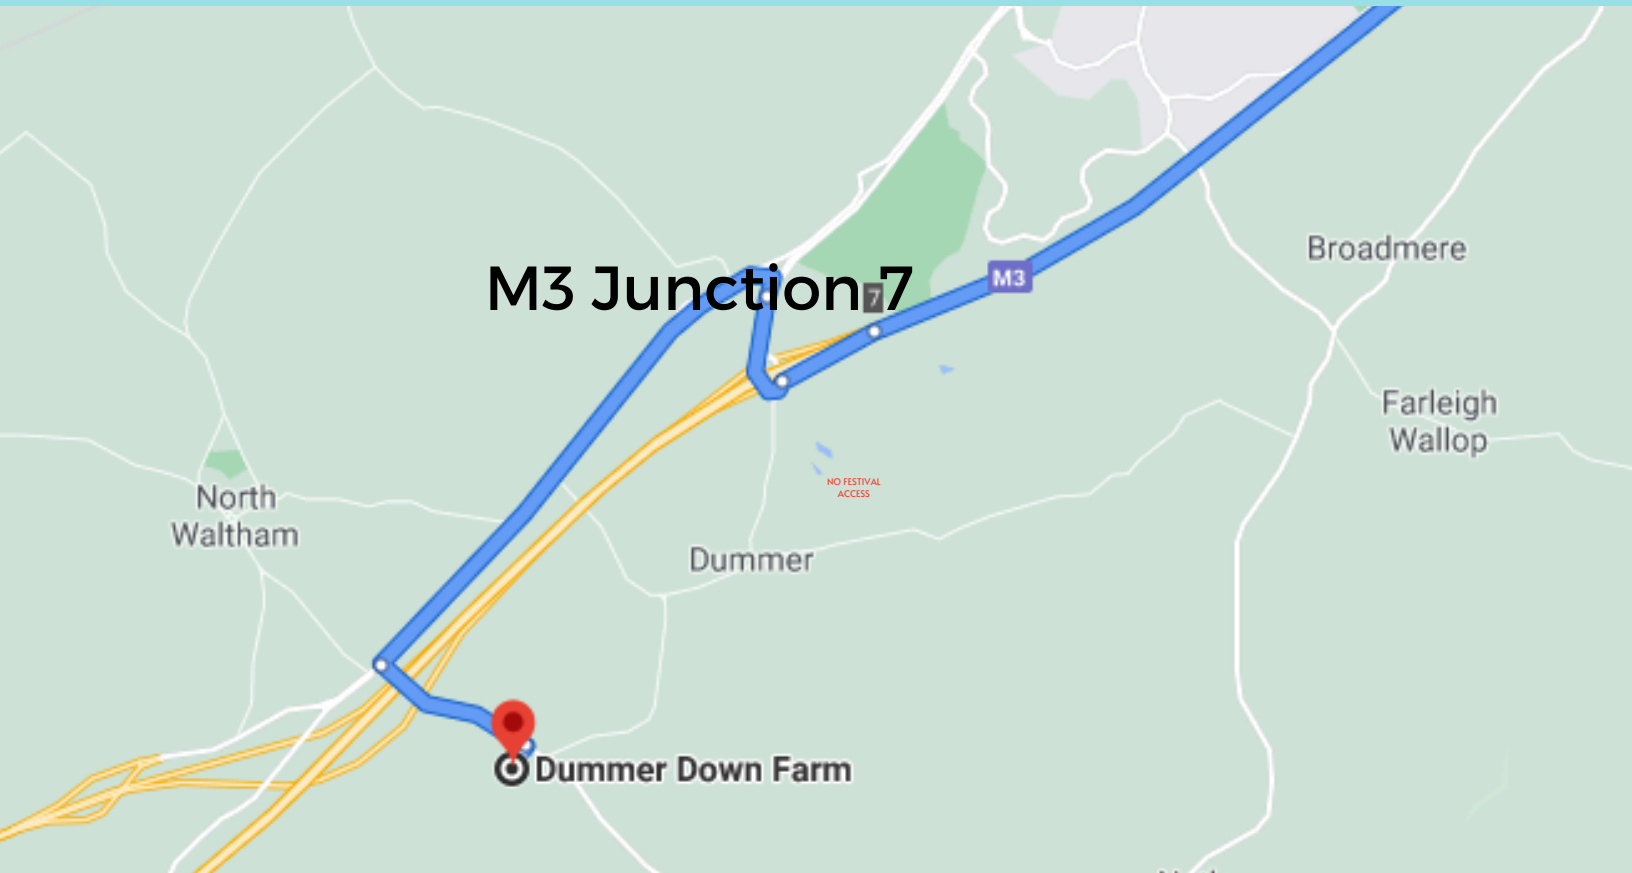 Broadmere
M3
M3 Junction 7
7
Farleigh
Wallop
NO FESTIVAL
ACCESS
North
Waltham
Dummer
Dummer Down Farm